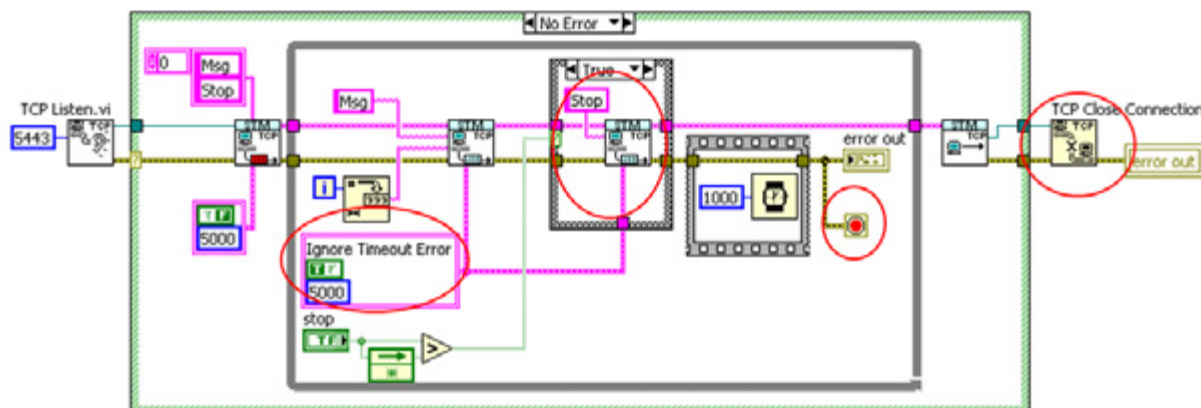 No Error
0
Msg
Stop
True
TCP Listen.vi
Msg
Stop
TCP Close Connection
5443
STM
TCP
STM
TCP
STM
TCP
STM
TCP
TCP
error out
error out
i
1000
T F
5000
Ignore Timeout Error
T F
5000
stop
T F
>